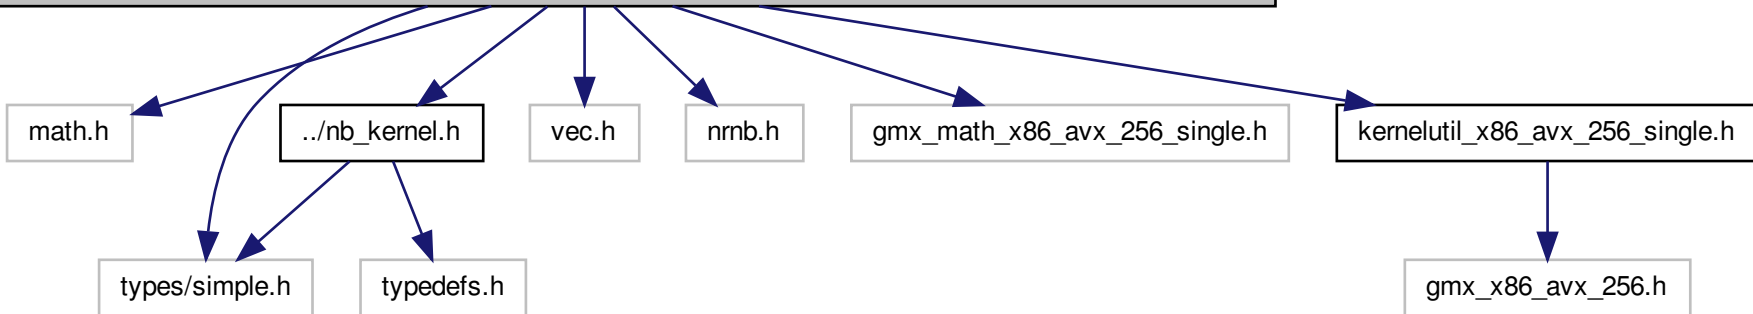 math.h
../nb_kernel.h
vec.h
nrnb.h
gmx_math_x86_avx_256_single.h
kernelutil_x86_avx_256_single.h
types/simple.h
typedefs.h
gmx_x86_avx_256.h